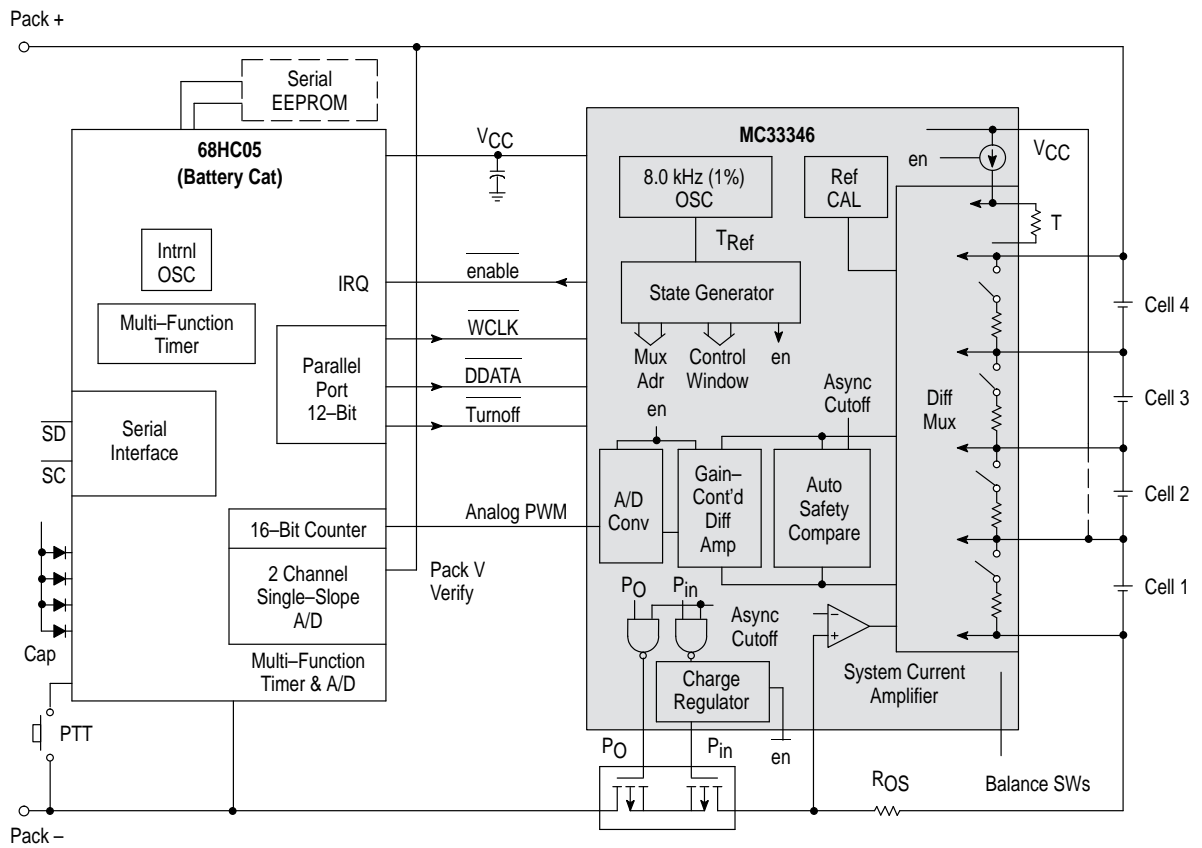 Pack +
Serial
EEPROM
68HC05
(Battery Cat)
VCC
MC33346
8.0 kHz (1%)
OSC
Ref
CAL
en
VCC
T
TRef
Intrnl
OSC
IRQ
enable
State Generator
Multi–Function
Timer
WCLK
Mux
Adr
Control
Window
en
Parallel
Port
12–Bit
DDATA
Turnoff
en
Async
Cutoff
Diff
Mux
Cell 4
Cell 3
Cell 2
Cell 1
SD
SC
Serial
Interface
A/D
Conv
Gain–
Cont'd
Diff
Amp
Auto
Safety
Compare
Analog PWM
16–Bit Counter
2 Channel
Single–Slope
A/D
Pack V
Verify
PO
Pin
Async
Cutoff
–
+
Cap
Multi–Function
Timer & A/D
Charge
Regulator
System Current
Amplifier
PTT
PO
Pin
en
ROS
Balance SWs
Pack –